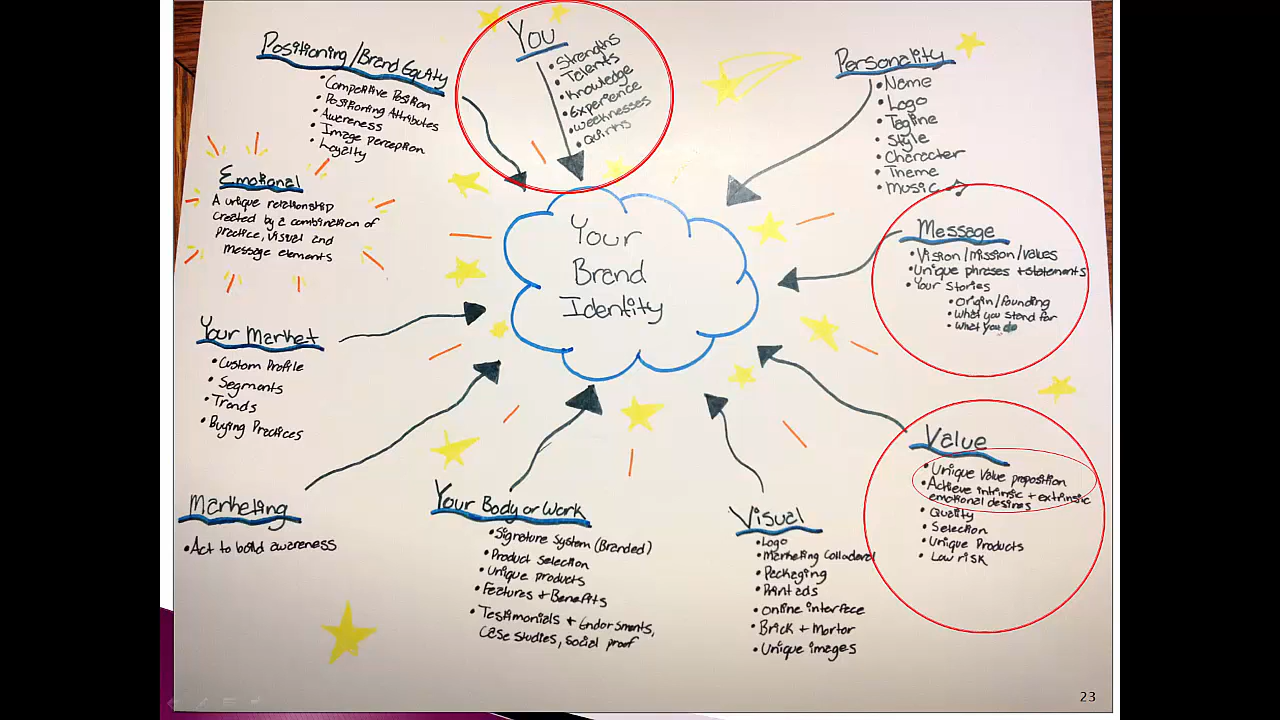 Positioning/Brand Equity
• Competitive Position
• Positioning Attributes
• Awareness
• Image perception
• Loyalty
You
• Strengths
• Talents
• Knowledge
• Experience
• Weeknesses
• Quirks
Personality
• Name
• Logo
• Tagline
• Style
• Character
• Theme
• Music
Emotional
A unique relationship
created by a combination of
practice, visual and
message elements
Your
Brand
Identity
Message
• Vision/mission/values
• Unique phrases + statements
• Your Stories
• Origin/founding
• What you stand for
• What you do
Your Market
• Custom Profile
• Segments
• Trends
• Buying Practices
Value
• Unique Value proposition
• Achieve intrinsic + extrinsic
emotional desires
• Quality
• Selection
• Unique Products
• Low risk
Marketing
• Act to build awareness
Your Body or Work
• Signature System (Branded)
• Product selection
• Unique products
• Features + Benefits
• Testimonials + Endorsments,
Case studies, social proof
Visual
• Logo
• Marketing Collateral
• Packaging
• Print ads
• Online interface
• Brick + Mortar
• Unique images
23